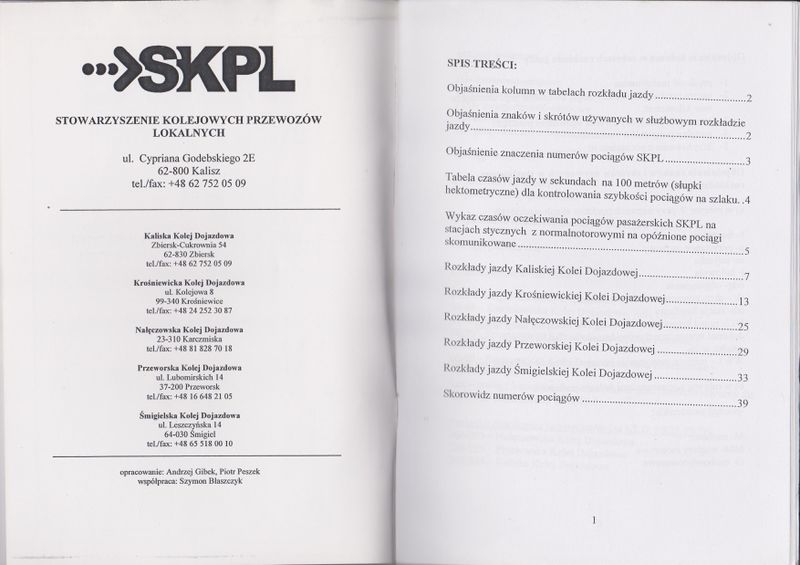 SKPL
STOWARZYSZENIE KOLEJOWYCH PRZEWOZÓW
LOKALNYCH
ul. Cypriana Godebskiego 2E
62-800 Kalisz
tel./fax: +48 62 752 05 09
Kaliska Kolej Dojazdowa
Zbiersk-Cukrownia 54
62-830 Zbiersk
tel./fax: +48 62 752 05 09
Krośniewicka Kolej Dojazdowa
ul. Kolejowa 8
99-340 Krośniewice
tel./fax: +48 24 252 30 87
Nałęczowska Kolej Dojazdowa
23-310 Karczmiska
tel./fax: +48 81 828 70 18
Przeworska Kolej Dojazdowa
ul. Lubomirskich 14
37-200 Przeworsk
tel./fax: +48 16 648 21 05
Śmigielska Kolej Dojazdowa
ul. Leszczyńska 14
64-030 Śmigiel
tel./fax: +48 65 518 00 10
opracowanie: Andrzej Gibek, Piotr Peszek
współpraca: Szymon Błaszczyk
SPIS TREŚCI:
Objaśnienia kolumn w tabelach rozkładu jazdy ..............................2
Objaśnienia znaków i skrótów używanych w służbowym rozkładzie
jazdy..........................................................................................2
Objaśnienie znaczenia numerów pociągów SKPL ..........................3
Tabela czasów jazdy w sekundach na 100 metrów (słupki
hektometryczne) dla kontrolowania szybkości pociągów na szlaku. .4
Wykaz czasów oczekiwania pociągów pasażerskich SKPL na
stacjach stycznych z normalnotorowymi na opóźnione pociągi
skomunikowane ...........................................................................5
Rozkłady jazdy Kaliskiej Kolei Dojazdowej...................................7
Rozkłady jazdy Krośniewickiej Kolei Dojazdowej........................13
Rozkłady jazdy Nałęczowskiej Kolei Dojazdowej.........................25
Rozkłady jazdy Przeworskiej Kolei Dojazdowej ...........................29
Rozkłady jazdy Śmigielskiej Kolei Dojazdowej ............................33
Skorowidz numerów pociągów ....................................................39
1